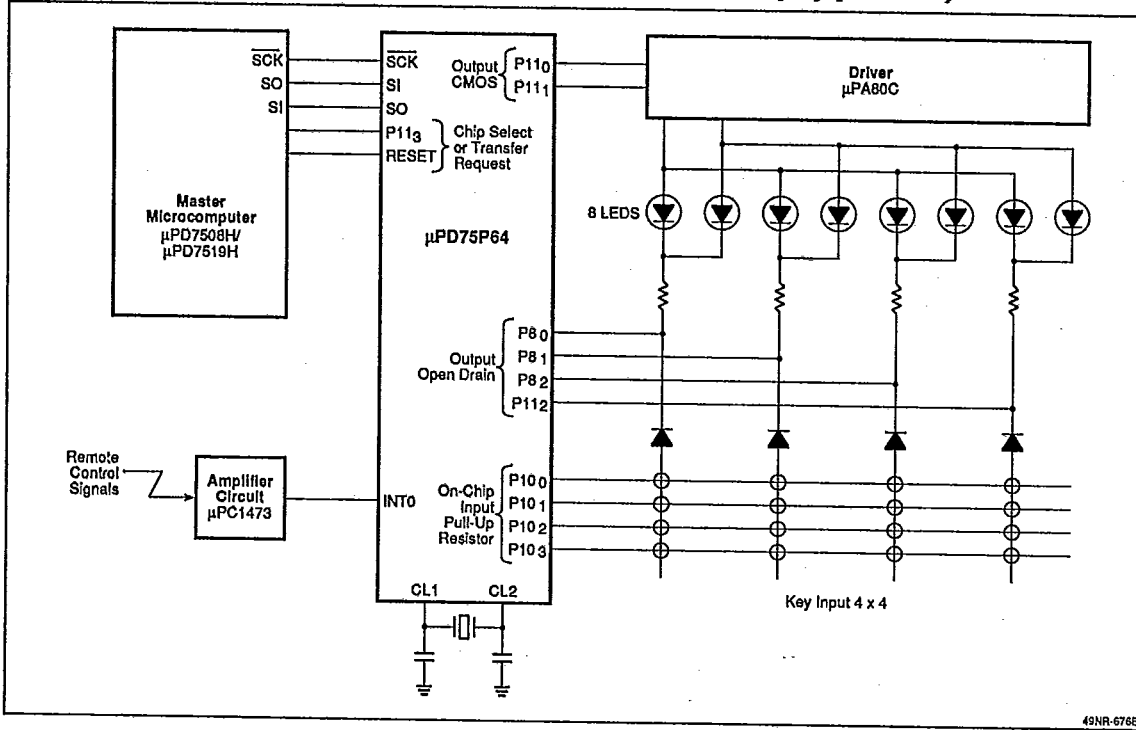 SCK
SO
SI
Master
Microcomputer
µPD7508H/
µPD7519H
SCK
SI
SO
P113
RESET
Chip Select
or Transfer
Request
Output
CMOS
P110
P111
µPD75P64
Driver
µPA80C
8 LEDS
Output
Open Drain
P80
P81
P82
P112
Remote
Control
Signals
Amplifier
Circuit
µPC1473
INT0
On-Chip
Input
Pull-Up
Resistor
P100
P101
P102
P103
CL1
CL2
Key Input 4 x 4